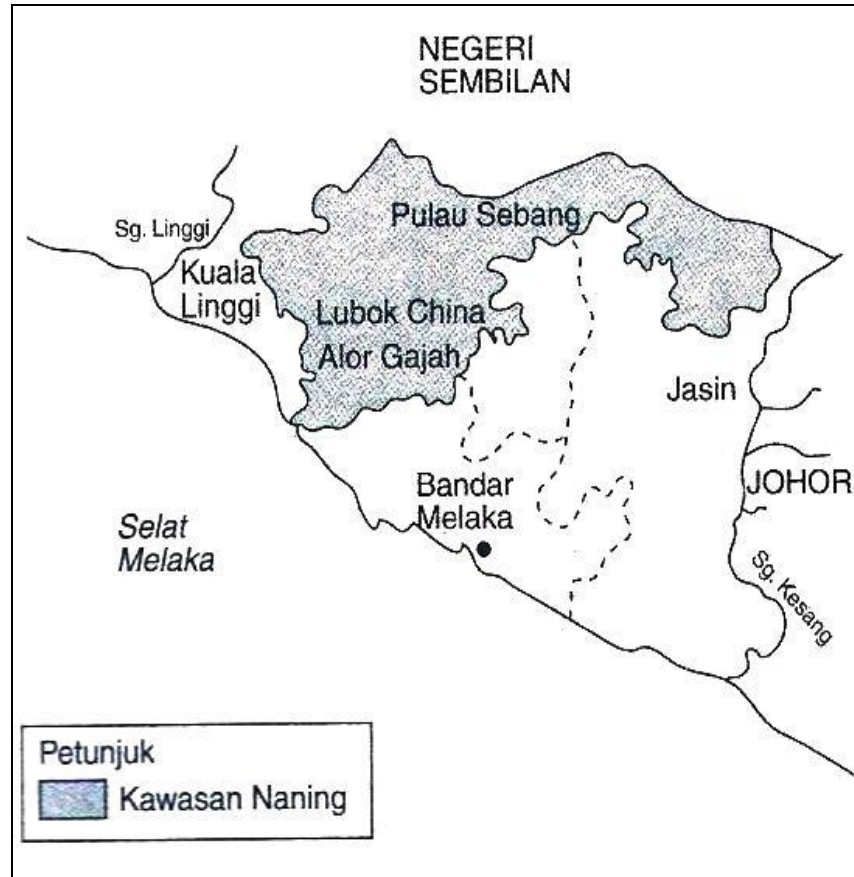 NEGERI
SEMBILAN
Pulau Sebang
Sg. Linggi
Kuala
Linggi
Lubok China
Alor Gajah
Jasin
Bandar
Melaka
JOHOR
Selat
Melaka
Sg. Kesang
Petunjuk
Kawasan Naning